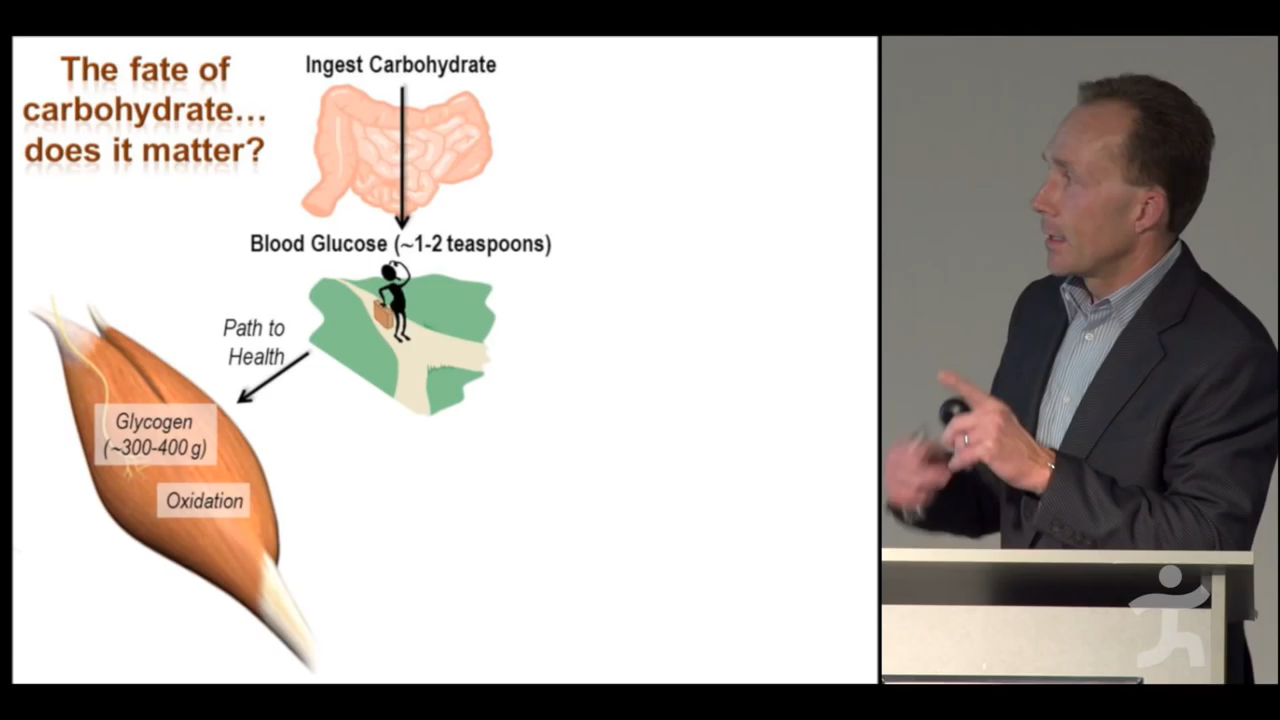 The fate of
carbohydrate...
does it matter?
Ingest Carbohydrate
Blood Glucose (~1-2 teaspoons)
Path to
Health
Glycogen
(~300-400 g)
Oxidation